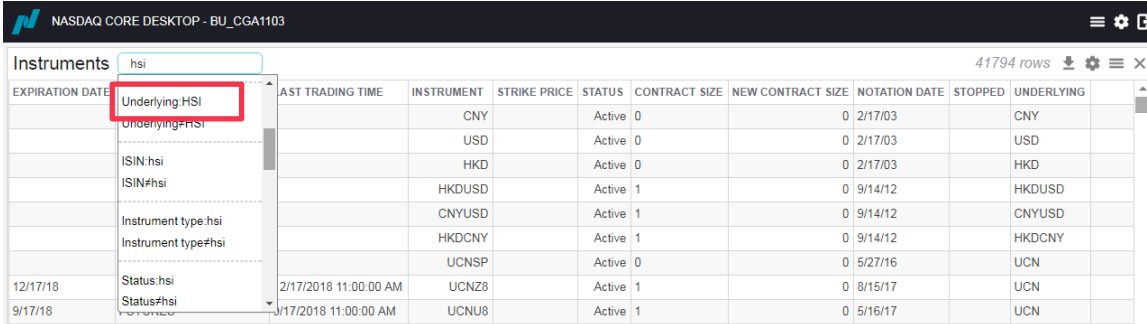 NASDAQ CORE DESKTOP - BU_CGA1103
Instruments hsi 41794 rows
EXPIRATION DATE LAST TRADING TIME INSTRUMENT STRIKE PRICE STATUS CONTRACT SIZE NEW CONTRACT SIZE NOTATION DATE STOPPED UNDERLYING
Underlying:HSI
Underlying≠HSI
ISIN:hsi
ISIN≠hsi
Instrument type:hsi
Instrument type≠hsi
Status:hsi
Status≠hsi
CNY Active 0 0 2/17/03 CNY
USD Active 0 0 2/17/03 USD
HKD Active 0 0 2/17/03 HKD
HKDUSD Active 1 0 9/14/12 HKDUSD
CNYUSD Active 1 0 9/14/12 CNYUSD
HKDCNY Active 1 0 9/14/12 HKDCNY
UCNSP Active 0 0 5/27/16 UCN
12/17/18 2/17/2018 11:00:00 AM UCNZ8 Active 1 0 8/15/17 UCN
9/17/18 9/17/2018 11:00:00 AM UCNU8 Active 1 0 5/16/17 UCN